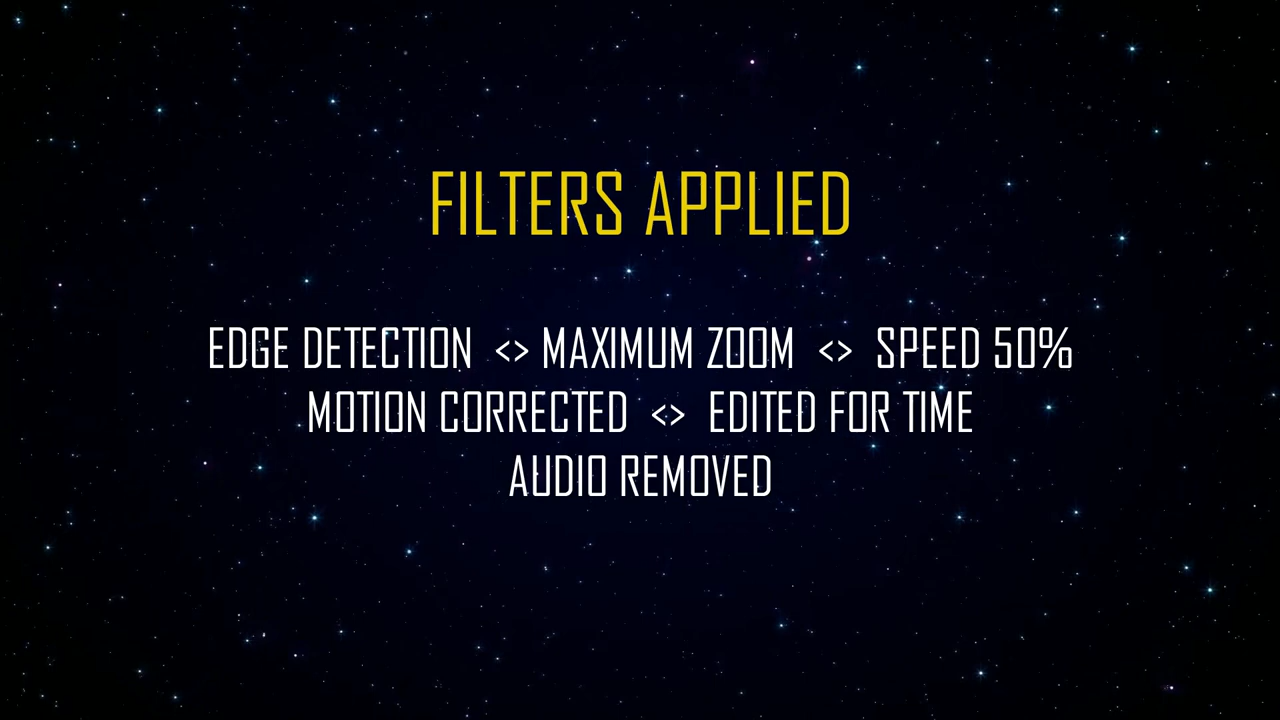 FILTERS APPLIED
EDGE DETECTION <> MAXIMUM ZOOM <> SPEED 50%
MOTION CORRECTED <> EDITED FOR TIME
AUDIO REMOVED